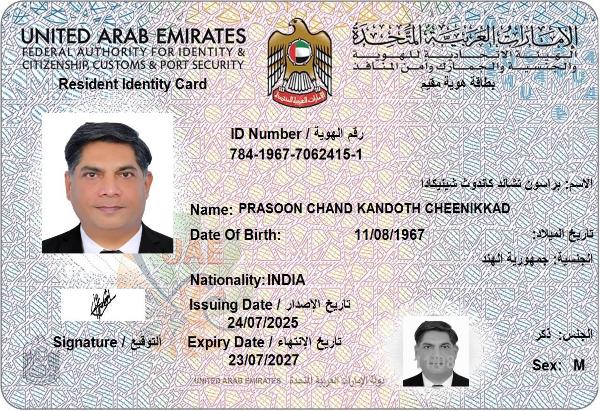 UNITED ARAB EMIRATES
FEDERAL AUTHORITY FOR IDENTITY &
CITIZENSHIP, CUSTOMS & PORT SECURITY
Resident Identity Card
الإمارات العربية المتحدة
الهيئة الاتحادية للهوية
والجنسية والجمارك وأمن المنافذ
بطاقة هوية مقيم
ID Number / رقم الهوية
784-1967-7062415-1
الاسم: براسون تشاند كاندوث شينيكادا
Name: PRASOON CHAND KANDOTH CHEENIKKAD
Date Of Birth: 11/08/1967 تاريخ الميلاد:
الجنسية: جمهورية الهند
Nationality: INDIA
Issuing Date / تاريخ الاصدار
24/07/2025
Signature / التوقيع
Expiry Date / تاريخ الإنتهاء
23/07/2027
الجنس: ذكر
Sex: M
UNITED ARAB EMIRATES دولة الإمارات العربية المتحدة